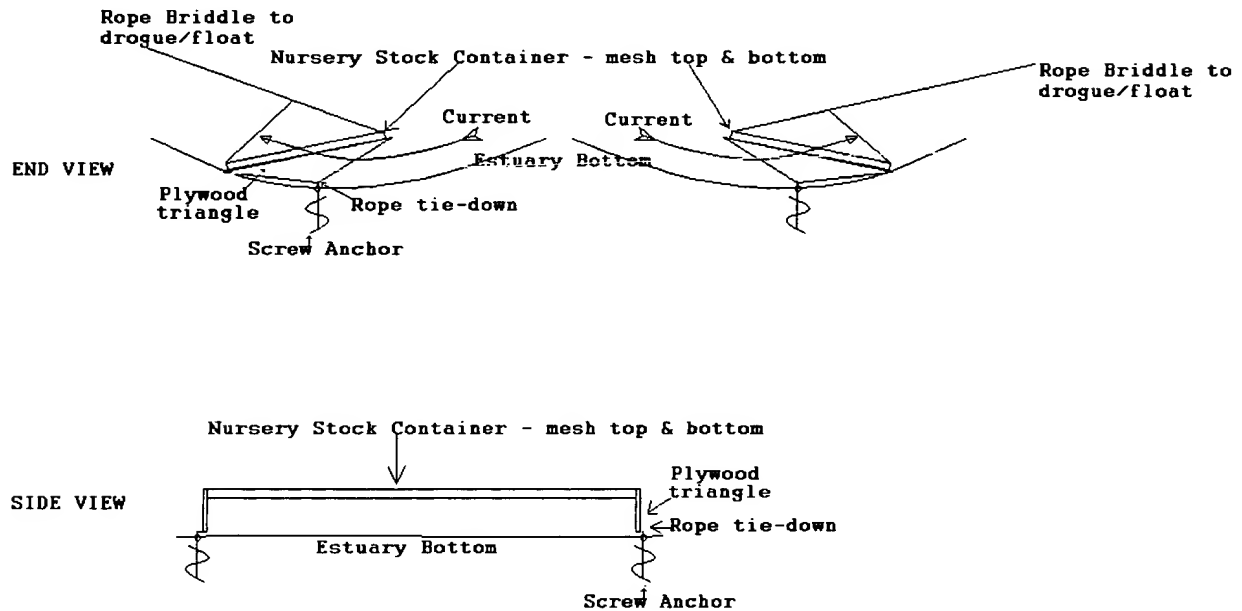 Rope Briddle to
drogue/float
Nursery Stock Container - mesh top & bottom
Rope Briddle to
drogue/float
Current
Current
Estuary Bottom
END VIEW
Plywood
triangle
Rope tie-down
Screw Anchor
Nursery Stock Container - mesh top & bottom
Plywood
triangle
SIDE VIEW
Rope tie-down
Estuary Bottom
Screw Anchor